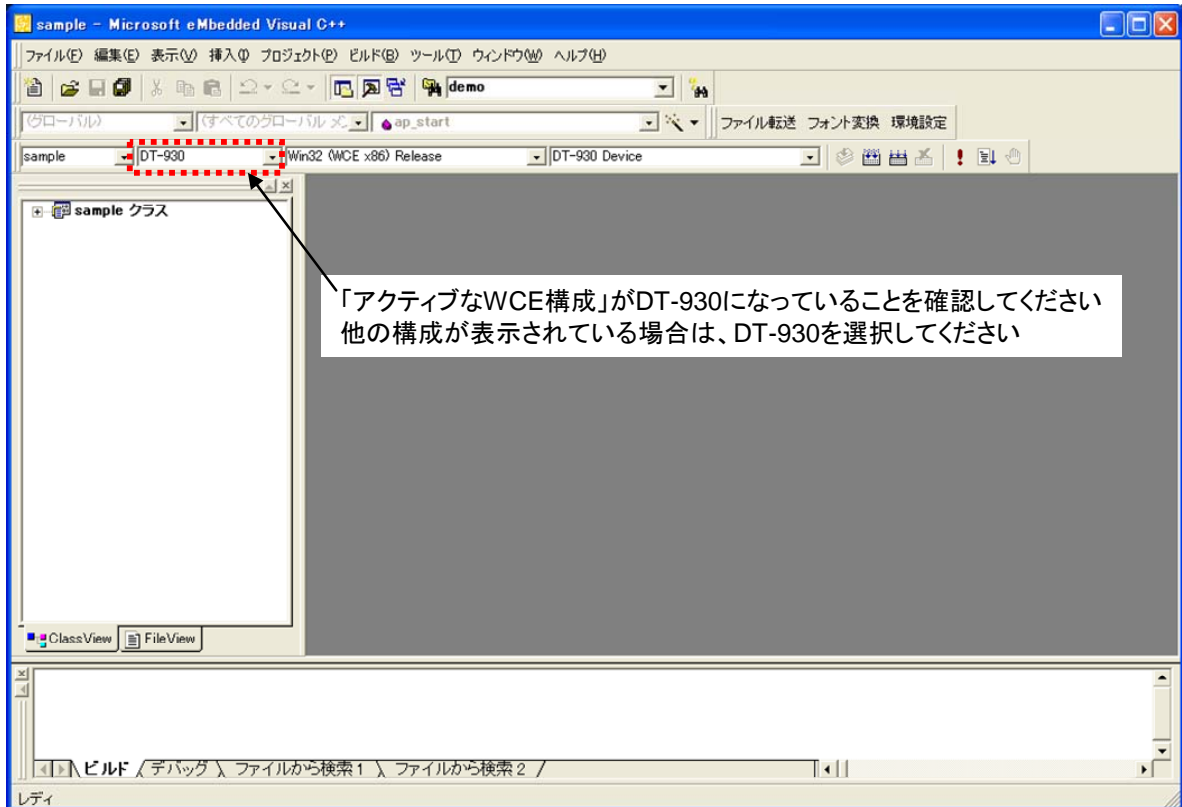 sample - Microsoft eMbedded Visual C++
ファイル(F) 編集(E) 表示(V) 挿入(I) プロジェクト(P) ビルド(B) ツール(T) ウィンドウ(W) ヘルプ(H)
demo
(グローバル) (すべてのグローバル メ ap_start ファイル転送 フォント変換 環境設定
sample DT-930 Win32 (WCE x86) Release DT-930 Device
sample クラス
「アクティブなWCE構成」がDT-930になっていることを確認してください
他の構成が表示されている場合は、DT-930を選択してください
ClassView FileView
ビルド デバッグ ファイルから検索1 ファイルから検索2
レディ